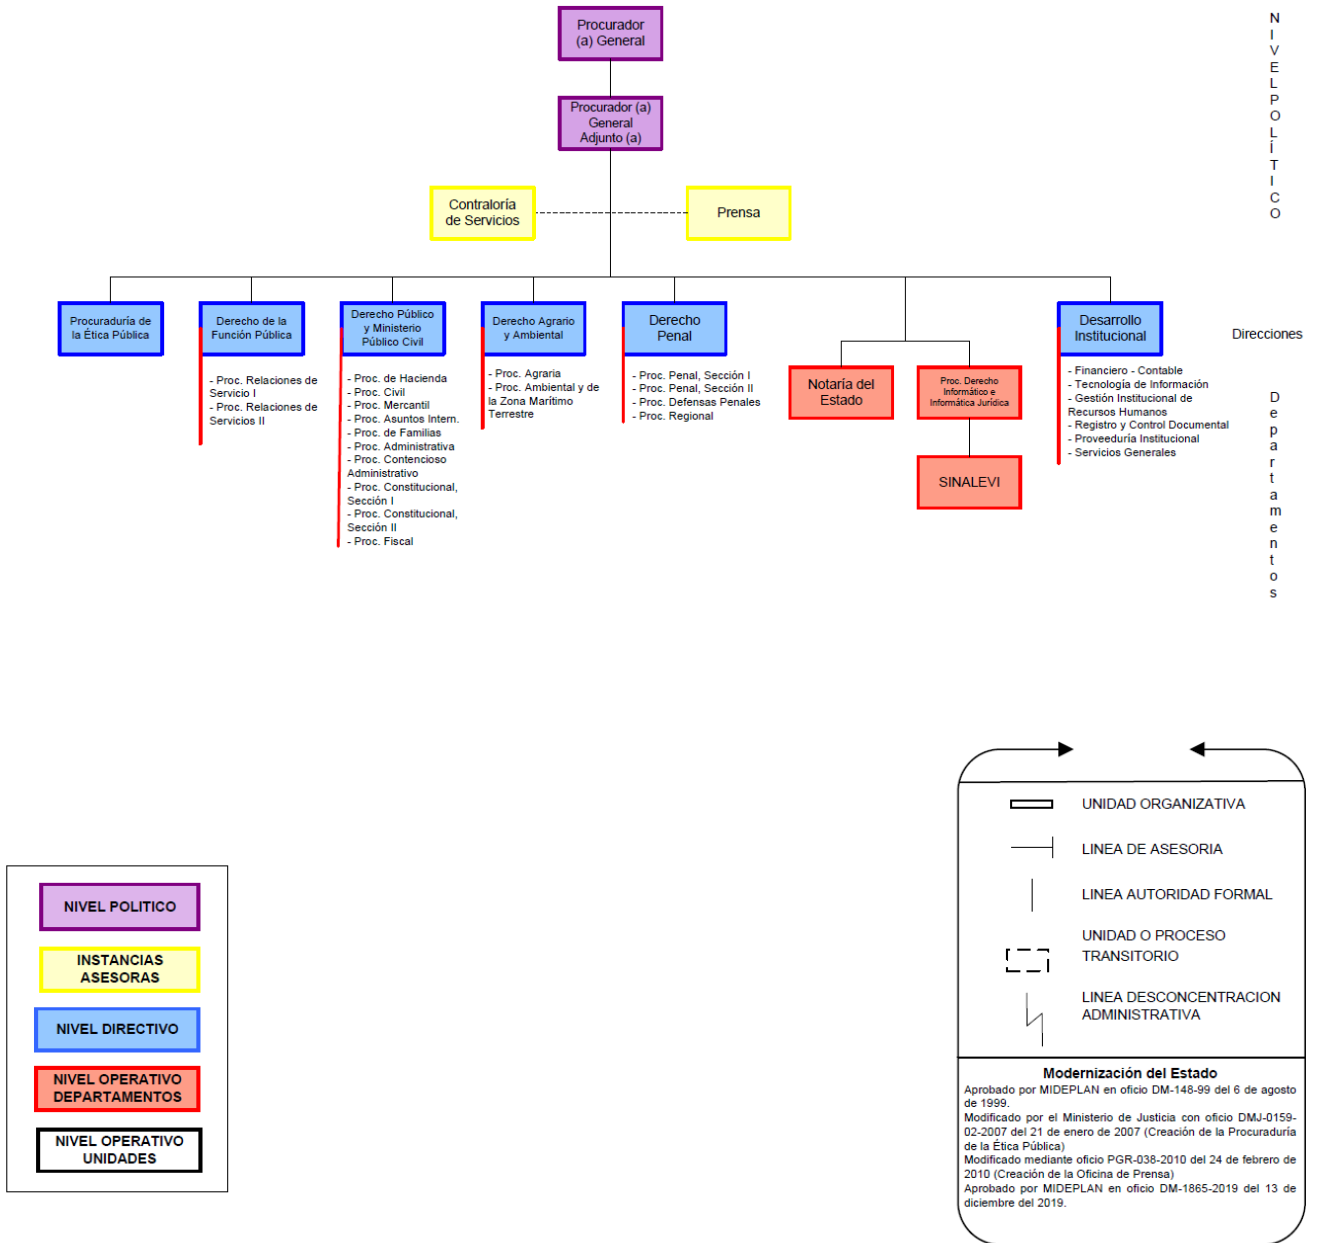 Procurador
(a) General
Procurador (a)
General
Adjunto (a)
Contraloría
de Servicios
Prensa
N
I
V
E
L
P
O
L
Í
T
I
C
O
Procuraduría de
la Ética Pública
Derecho de la
Función Pública
- Proc. Relaciones de
Servicio I
- Proc. Relaciones de
Servicios II
Derecho Público
y Ministerio
Público Civil
- Proc. de Hacienda
- Proc. Civil
- Proc. Mercantil
- Proc. Asuntos Intern.
- Proc. de Familias
- Proc. Administrativa
- Proc. Contencioso
Administrativo
- Proc. Constitucional,
Sección I
- Proc. Constitucional,
Sección II
- Proc. Fiscal
Derecho Agrario
y Ambiental
- Proc. Agraria
- Proc. Ambiental y de
la Zona Marítimo
Terrestre
Derecho
Penal
- Proc. Penal, Sección I
- Proc. Penal, Sección II
- Proc. Defensas Penales
- Proc. Regional
Notaría del
Estado
Proc. Derecho
Informático e
Informática Jurídica
SINALEVI
Desarrollo
Institucional
- Financiero - Contable
- Tecnología de Información
- Gestión Institucional de
Recursos Humanos
- Registro y Control Documental
- Proveeduría Institucional
- Servicios Generales
Direcciones
D
e
p
a
r
t
a
m
e
n
t
o
s
NIVEL POLITICO
INSTANCIAS
ASESORAS
NIVEL DIRECTIVO
NIVEL OPERATIVO
DEPARTAMENTOS
NIVEL OPERATIVO
UNIDADES
UNIDAD ORGANIZATIVA
LINEA DE ASESORIA
LINEA AUTORIDAD FORMAL
UNIDAD O PROCESO
TRANSITORIO
LINEA DESCONCENTRACION
ADMINISTRATIVA
Modernización del Estado
Aprobado por MIDEPLAN en oficio DM-148-99 del 6 de agosto
de 1999.
Modificado por el Ministerio de Justicia con oficio DMJ-0159-
02-2007 del 21 de enero de 2007 (Creación de la Procuraduría
de la Ética Pública)
Modificado mediante oficio PGR-038-2010 del 24 de febrero de
2010 (Creación de la Oficina de Prensa)
Aprobado por MIDEPLAN en oficio DM-1865-2019 del 13 de
diciembre del 2019.